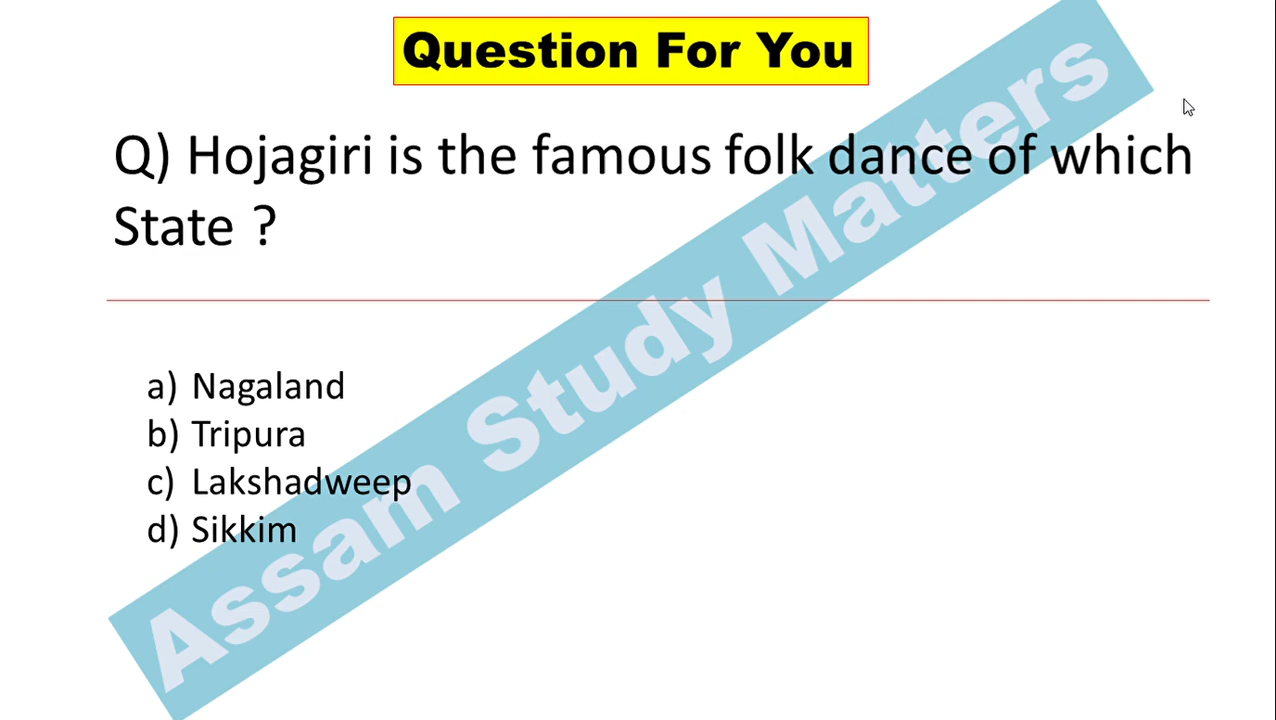 Question For You
Q) Hojagiri is the famous folk dance of which
State ?
a) Nagaland
b) Tripura
c) Lakshadweep
d) Sikkim
Assam Study Matters